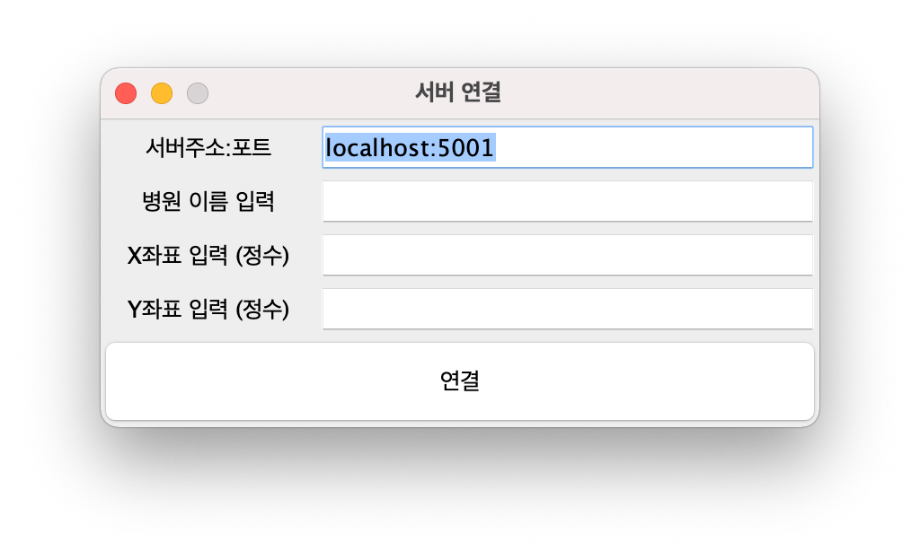 서버 연결
서버주소:포트 localhost:5001
병원 이름 입력
X좌표 입력 (정수)
Y좌표 입력 (정수)
연결